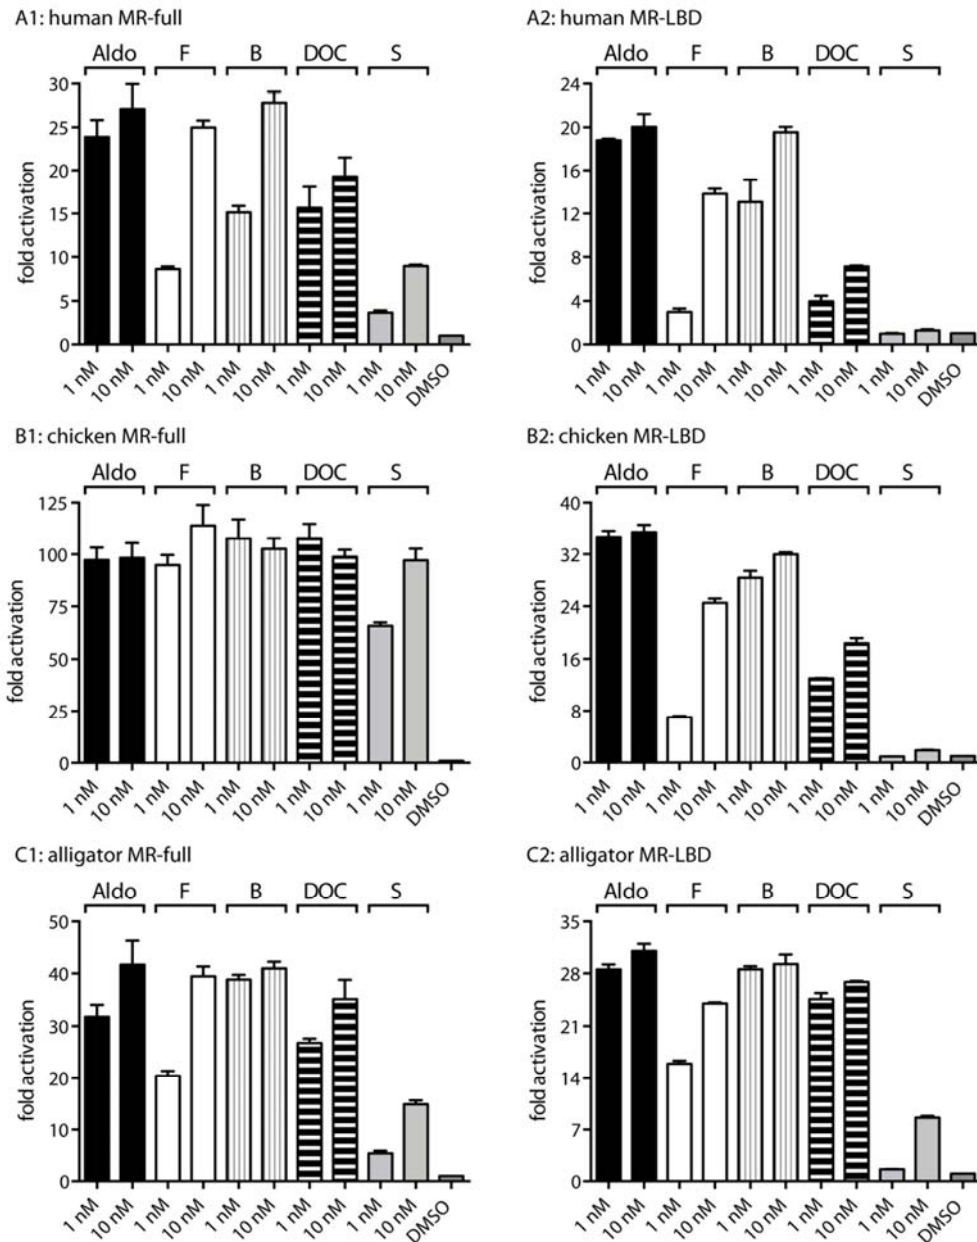 A1: human MR-full
Aldo F B DOC S
fold activation
30
25
20
15
10
5
0
1 nM 10 nM 1 nM 10 nM 1 nM 10 nM 1 nM 10 nM 1 nM 10 nM DMSO
A2: human MR-LBD
Aldo F B DOC S
fold activation
24
20
16
12
8
4
0
1 nM 10 nM 1 nM 10 nM 1 nM 10 nM 1 nM 10 nM 1 nM 10 nM DMSO
B1: chicken MR-full
Aldo F B DOC S
fold activation
125
100
75
50
25
0
1 nM 10 nM 1 nM 10 nM 1 nM 10 nM 1 nM 10 nM 1 nM 10 nM DMSO
B2: chicken MR-LBD
Aldo F B DOC S
fold activation
40
32
24
16
8
0
1 nM 10 nM 1 nM 10 nM 1 nM 10 nM 1 nM 10 nM 1 nM 10 nM DMSO
C1: alligator MR-full
Aldo F B DOC S
fold activation
50
40
30
20
10
0
1 nM 10 nM 1 nM 10 nM 1 nM 10 nM 1 nM 10 nM 1 nM 10 nM DMSO
C2: alligator MR-LBD
Aldo F B DOC S
fold activation
35
28
21
14
7
0
1 nM 10 nM 1 nM 10 nM 1 nM 10 nM 1 nM 10 nM 1 nM 10 nM DMSO